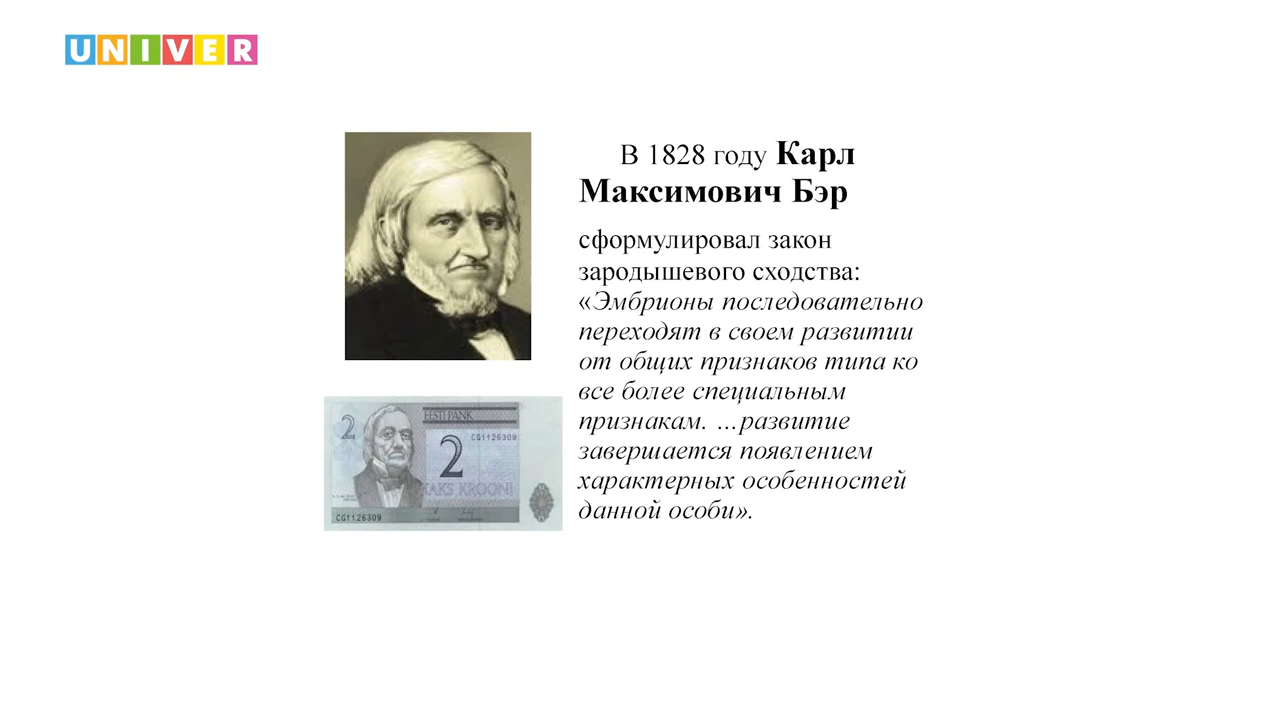 UNIVER
В 1828 году Карл
Максимович Бэр
сформулировал закон
зародышевого сходства:
«Эмбрионы последовательно
переходят в своем развитии
от общих признаков типа ко
все более специальным
признакам. …развитие
завершается появлением
характерных особенностей
данной особи».
2
EESTI PANK
CG1126309
2
KAKS KROONI
CG1126309